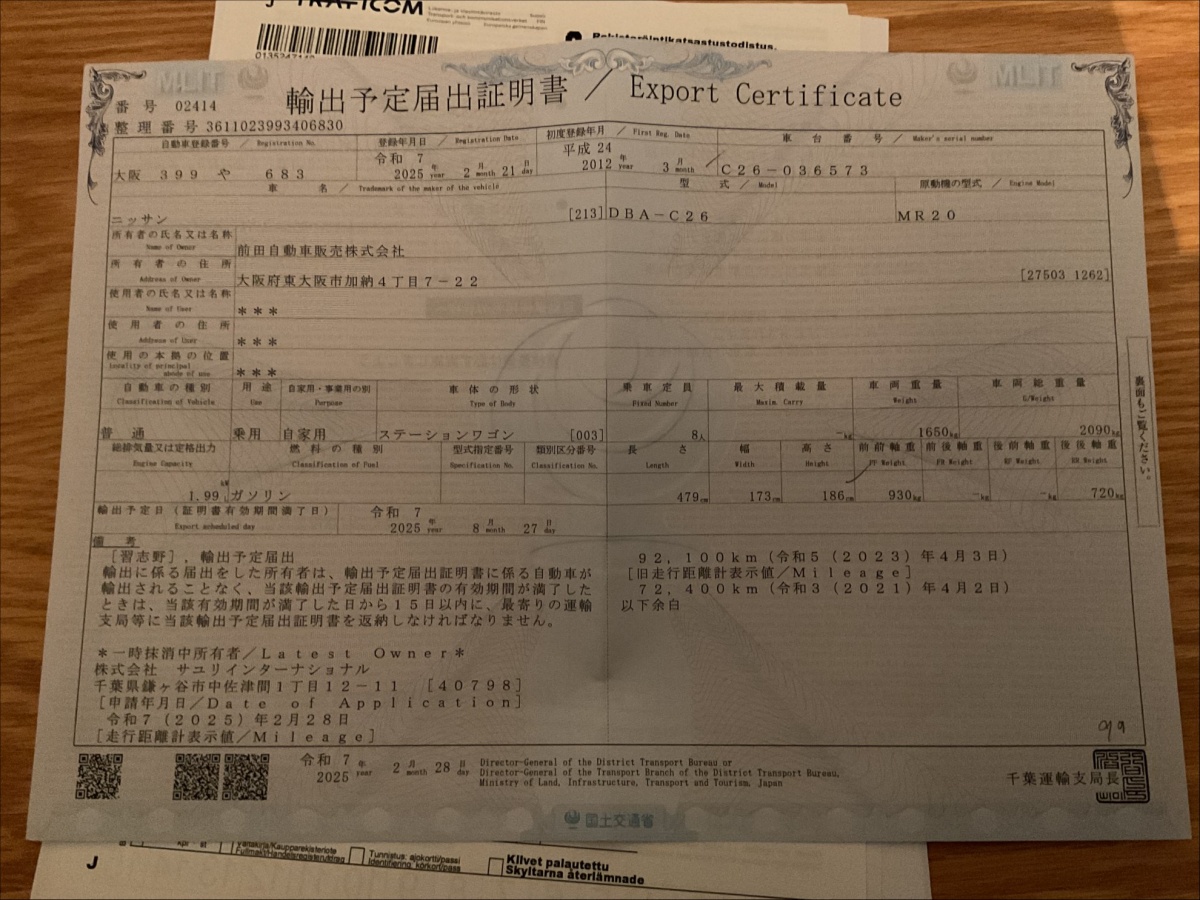 TRAFICOM
Rekisteröintikatsastustodistus,
輸出予定届出証明書 / Export Certificate
番号 02414
整理番号 3611023993406830
自動車登録番号 / Registration No.
登録年月日 / Registration Date
初度登録年月 / First Reg. Date
車台番号 / Maker's serial number
大阪 399 や 683
令和 7
2025 年 year 2 月 month 21 日 day
平成 24
2012 年 year 3 月 month
C26-036573
車名 / Trademark of the maker of the vehicle
型式 / Model
原動機の型式 / Engine Model
ニッサン [213]
DBA-C26
MR20
所有者の氏名又は名称
Name of Owner
前田自動車販売株式会社
所有者の住所
Address of Owner
大阪府東大阪市加納4丁目7-22 [27503 1262]
使用者の氏名又は名称
Name of User
***
使用者の住所
Address of User
***
使用の本拠の位置
Locality of principal
abode of use
***
自動車の種別
Classification of Vehicle
用途
Use
自家用・事業用の別
Purpose
車体の形状
Type of Body
乗車定員
Fixed Number
最大積載量
Maxim. Carry
車両重量
Weight
車両総重量
G/Weight
普通
乗用
自家用
ステーションワゴン [003]
8人
-kg
1650kg
2090kg
総排気量又は定格出力
Engine Capacity
燃料の種別
Classification of Fuel
型式指定番号
Specification No.
類別区分番号
Classification No.
長さ
Length
幅
Width
高さ
Height
前前軸重
FF Weight
前後軸重
FR Weight
後前軸重
RF Weight
後後軸重
RR Weight
kW
1.99 L
ガソリン
479cm
173cm
186cm
930kg
-kg
-kg
720kg
輸出予定日(証明書有効期間満了日)
Export scheduled day
令和 7
2025 年 year 8 月 month 27 日 day
備考
[習志野],輸出予定届出
輸出に係る届出をした所有者は、輸出予定届出証明書に係る自動車が
輸出されることなく、当該輸出予定届出証明書の有効期間が満了した
ときは、当該有効期間が満了した日から15日以内に、最寄りの運輸
支局等に当該輸出予定届出証明書を返納しなければなりません。
*一時抹消中所有者/Latest Owner*
株式会社 サユリインターナショナル
千葉県鎌ヶ谷市中佐津間1丁目12-11 [40798]
[申請年月日/Date of Application]
令和7(2025)年2月28日
[走行距離計表示値/Mileage]
92,100km(令和5(2023)年4月3日)
[旧走行距離計表示値/Mileage]
72,400km(令和3(2021)年4月2日)
以下余白
裏面もご覧ください。
令和 7
2025 年 year 2 月 month 28 日 day
Director-General of the District Transport Bureau or
Director-General of the Transport Branch of the District Transport Bureau,
Ministry of Land, Infrastructure, Transport and Tourism, Japan
千葉運輸支局長
国土交通省
J
Tunnistus: ajokortti/passi
Identifiering: körkort/pass
Kilvet palautettu
Skyltarna återlämnade